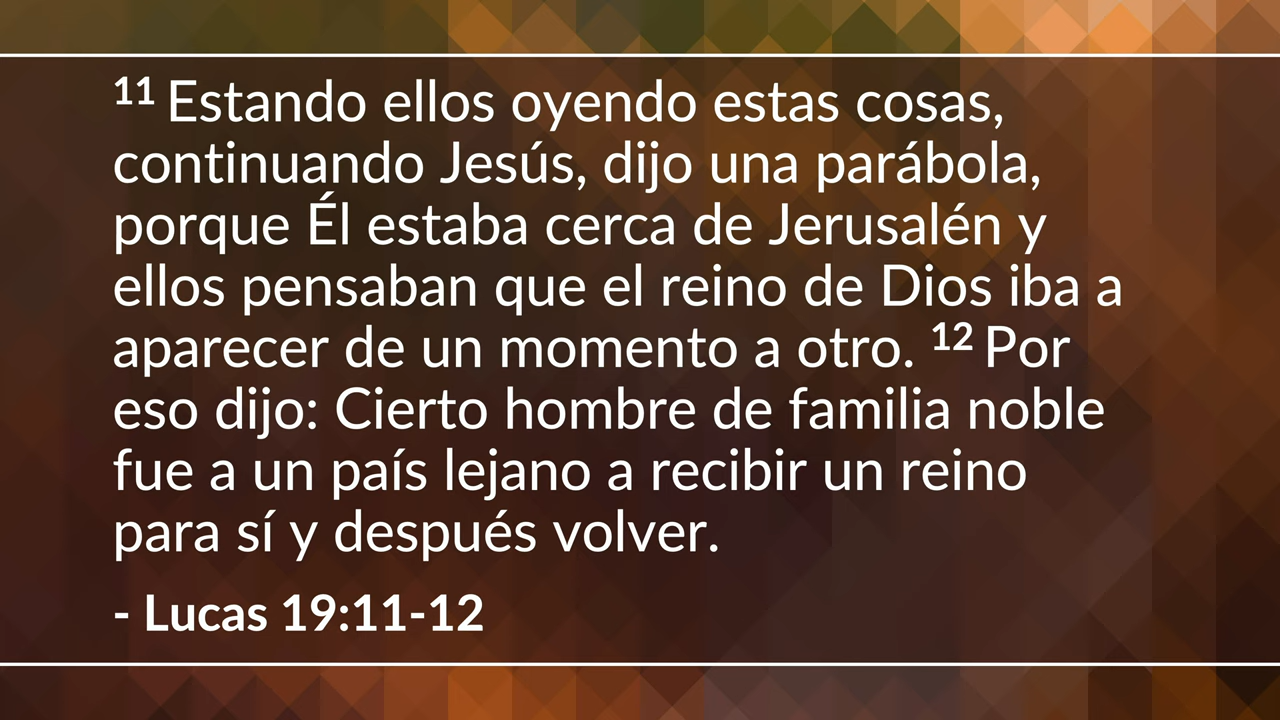 11 Estando ellos oyendo estas cosas,
continuando Jesús, dijo una parábola,
porque Él estaba cerca de Jerusalén y
ellos pensaban que el reino de Dios iba a
aparecer de un momento a otro. 12 Por
eso dijo: Cierto hombre de familia noble
fue a un país lejano a recibir un reino
para sí y después volver.
- Lucas 19:11-12